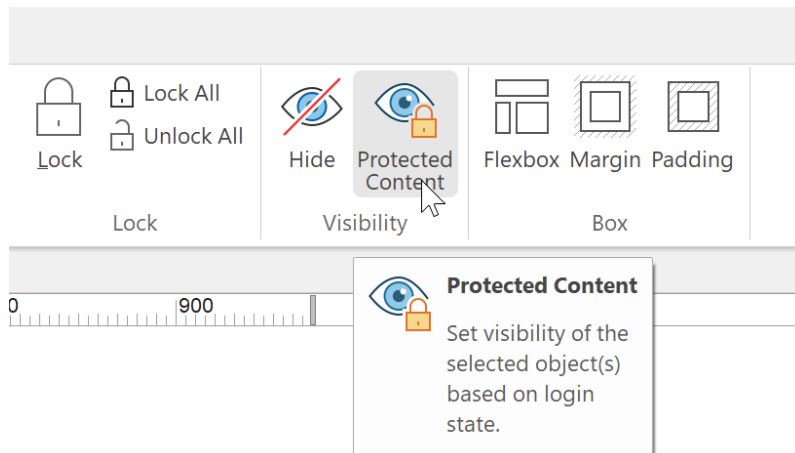 Lock
Lock All
Unlock All
Hide
Protected
Content
Flexbox
Margin
Padding
Lock
Visibility
Box
0
900
Protected Content
Set visibility of the
selected object(s)
based on login
state.